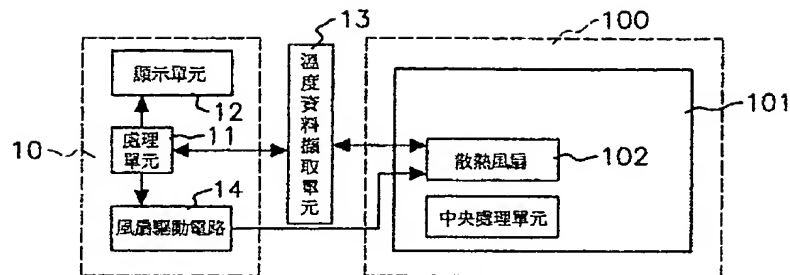 13
100
溫度資料擷取單元
顯示單元
12
101
10
處理
單元
11
散熱風扇
102
14
風扇驅動電路
中央處理單元